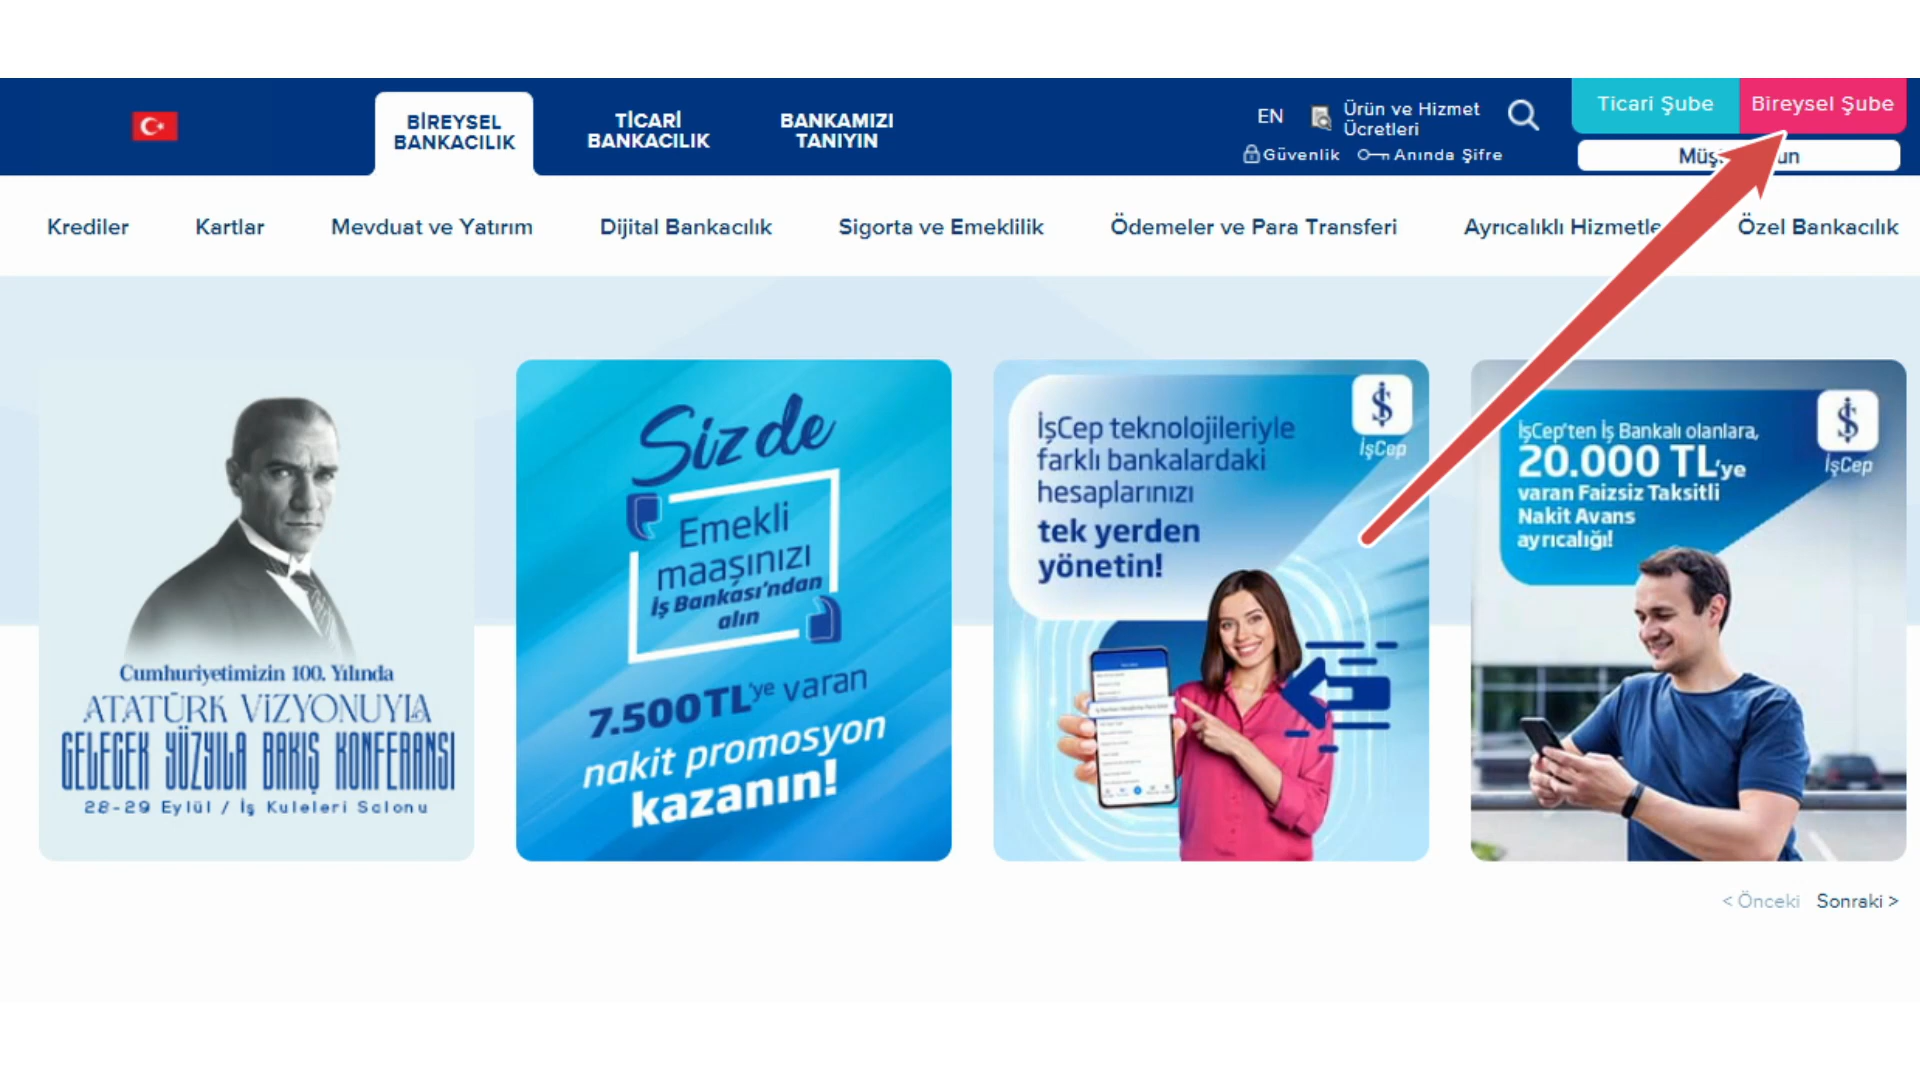 BİREYSEL
BANKACILIK
TİCARİ
BANKACILIK
BANKAMIZI
TANIYIN
EN
Ürün ve Hizmet
Ücretleri
Güvenlik
Anında Şifre
Ticari Şube
Bireysel Şube
Krediler
Kartlar
Mevduat ve Yatırım
Dijital Bankacılık
Sigorta ve Emeklilik
Ödemeler ve Para Transferi
Ayrıcalıklı
Özel Bankacılık
Cumhuriyetimizin 100. Yılında
ATATÜRK VİZYONUYLA
GELECEK YÜZYILA BAKIŞ KONFERANSI
28-29 Eylül / İş Kuleleri Salonu
Siz de
Emekli
maaşınızı
İş Bankası'ndan
alın
7.500 TL'ye varan
nakit promosyon
kazanın!
İşCep teknolojileriyle
farklı bankalardaki
hesaplarınızı
tek yerden
yönetin!
İşCep
İşCep'ten İş Bankalı olanlara,
20.000 TL'ye
varan Faizsiz Taksitli
Nakit Avans
ayrıcalığı!
İşCep
< Önceki
Sonraki >